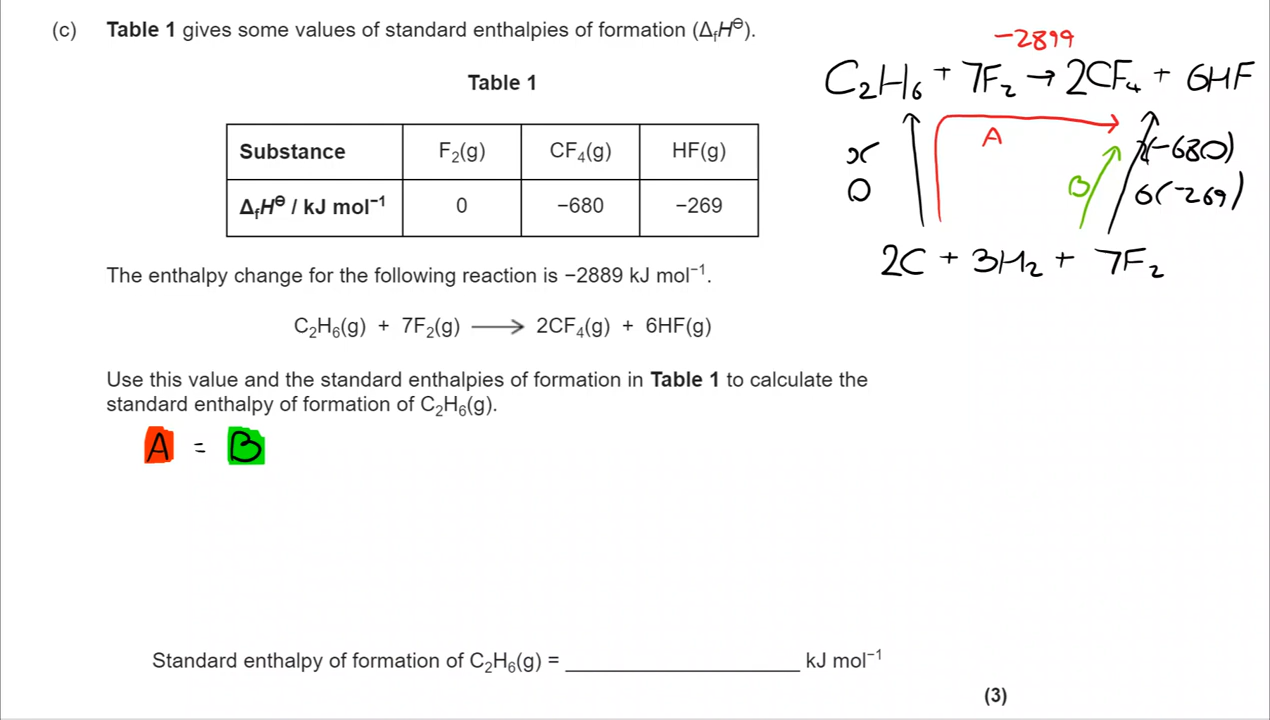 (c) Table 1 gives some values of standard enthalpies of formation (ΔfH⦵).
Table 1
Substance F₂(g) CF₄(g) HF(g)
ΔfH⦵ / kJ mol⁻¹ 0 −680 −269
The enthalpy change for the following reaction is −2889 kJ mol⁻¹.
C₂H₆(g) + 7F₂(g) ⟶ 2CF₄(g) + 6HF(g)
Use this value and the standard enthalpies of formation in Table 1 to calculate the
standard enthalpy of formation of C₂H₆(g).
A = B
Standard enthalpy of formation of C₂H₆(g) = ____________________ kJ mol⁻¹
(3)
−2899
C₂H₆ + 7F₂ → 2CF₄ + 6HF
A
x
0
B
(−680)
6(−269)
2C + 3H₂ + 7F₂